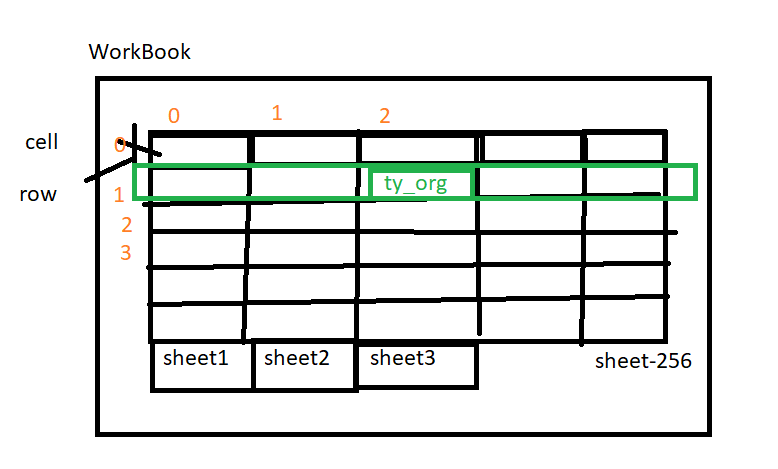 WorkBook
0 1 2
cell 0
row 1 ty_org
2
3
sheet1 sheet2 sheet3 sheet-256